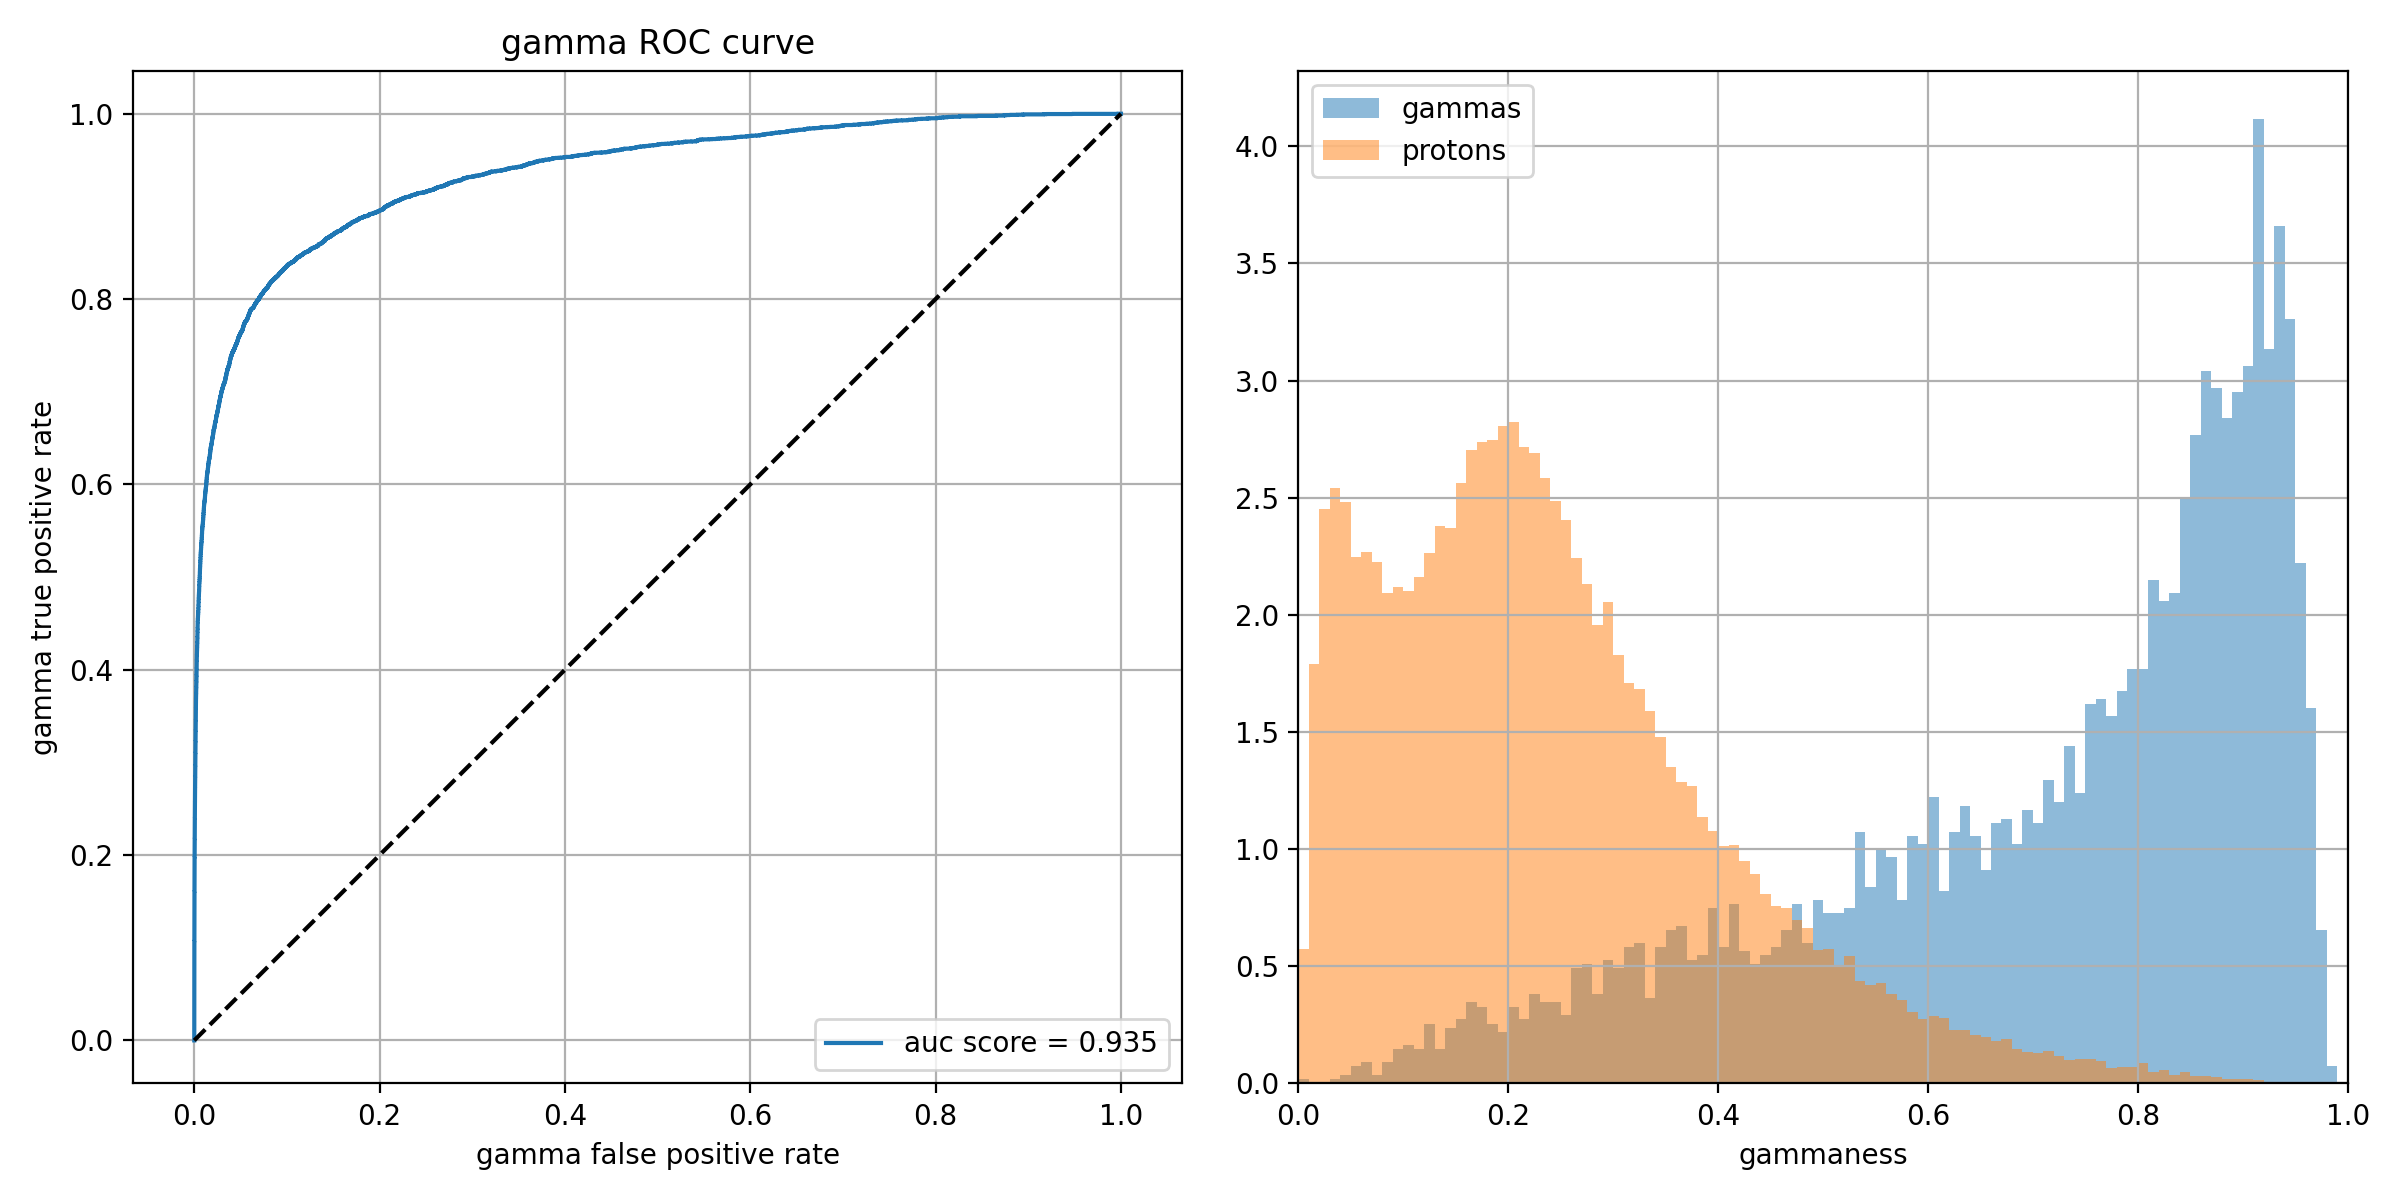 gamma ROC curve
gamma true positive rate
1.0
0.8
0.6
0.4
0.2
0.0
0.0 0.2 0.4 0.6 0.8 1.0
gamma false positive rate
auc score = 0.935
gammas
protons
4.0
3.5
3.0
2.5
2.0
1.5
1.0
0.5
0.0
0.0 0.2 0.4 0.6 0.8 1.0
gammaness